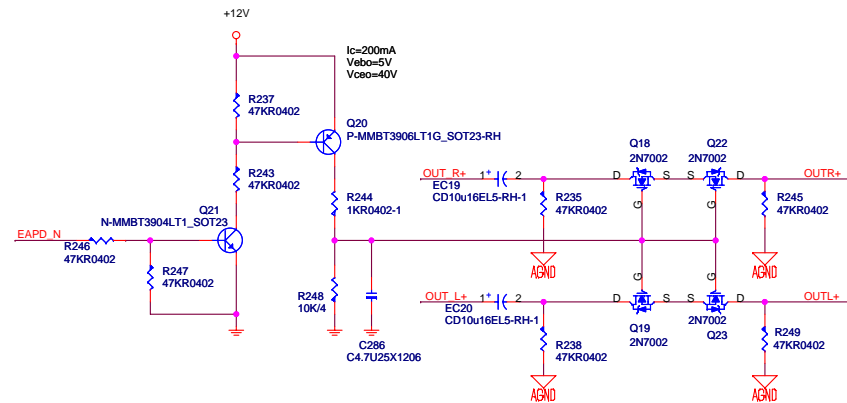 +12V
Ic=200mA
Vebo=5V
Vceo=40V
R237
47KR0402
Q20
P-MMBT3906LT1G_SOT23-RH
R243
47KR0402
R244
1KR0402-1
Q21
N-MMBT3904LT1_SOT23
EAPD_N
R246
47KR0402
R247
47KR0402
R248
10K/4
C286
C4.7U25X1206
OUT_R+
1
+
2
EC19
CD10u16EL5-RH-1
R235
47KR0402
AGND
Q18
2N7002
D
S
G
Q22
2N7002
S
D
G
OUTR+
R245
47KR0402
AGND
OUT_L+
1
+
2
EC20
CD10u16EL5-RH-1
R238
47KR0402
AGND
G
D
S
Q19
2N7002
G
S
D
2N7002
Q23
OUTL+
R249
47KR0402
AGND